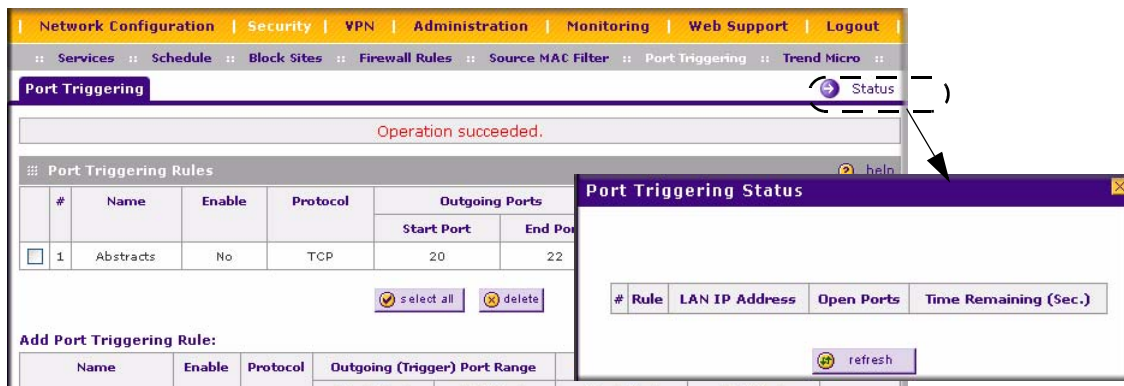 Network Configuration | Security | VPN | Administration | Monitoring | Web Support | Logout
:: Services :: Schedule :: Block Sites :: Firewall Rules :: Source MAC Filter :: Port Triggering :: Trend Micro ::
Port Triggering
Status
Operation succeeded.
Port Triggering Rules
help
# Name Enable Protocol Outgoing Ports
Start Port
1 Abstracts No TCP 20 22
select all delete
Add Port Triggering Rule:
Name Enable Protocol Outgoing (Trigger) Port Range
Port Triggering Status
# Rule LAN IP Address Open Ports Time Remaining (Sec.)
refresh